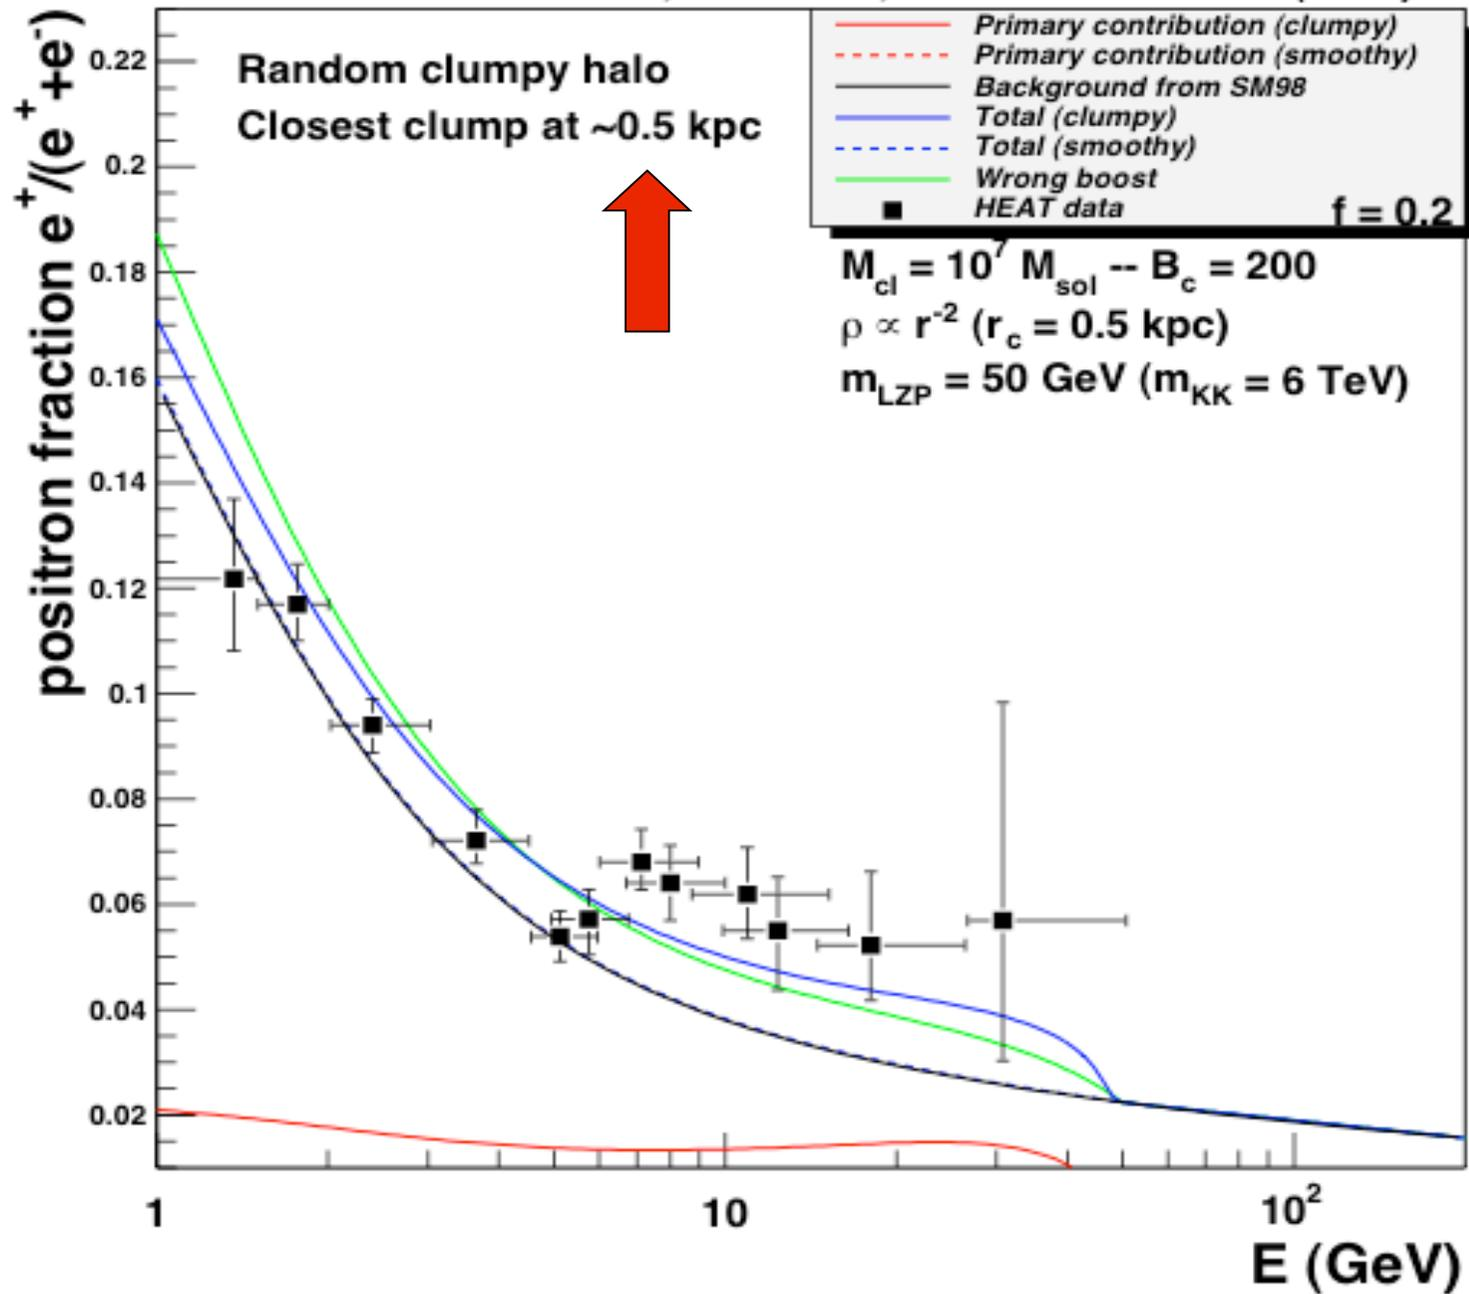 Primary contribution (clumpy)
Primary contribution (smoothy)
Background from SM98
Total (clumpy)
Total (smoothy)
Wrong boost
HEAT data
f = 0.2
Random clumpy halo
Closest clump at ~0.5 kpc
M_cl = 10^7 M_sol -- B_c = 200
ρ ∝ r^-2 (r_c = 0.5 kpc)
m_LZP = 50 GeV (m_KK = 6 TeV)
positron fraction e^+/(e^+ +e^-)
0.22
0.2
0.18
0.16
0.14
0.12
0.1
0.08
0.06
0.04
0.02
1
10
10^2
E (GeV)